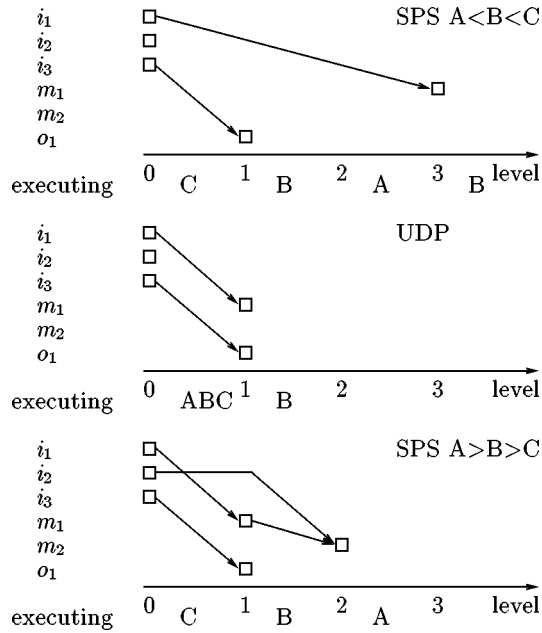 i₁ SPS A<B<C
i₂
i₃
m₁
m₂
o₁
0 1 2 3 level
executing C B A B
i₁ UDP
i₂
i₃
m₁
m₂
o₁
0 1 2 3 level
executing ABC B
i₁ SPS A>B>C
i₂
i₃
m₁
m₂
o₁
0 1 2 3 level
executing C B A